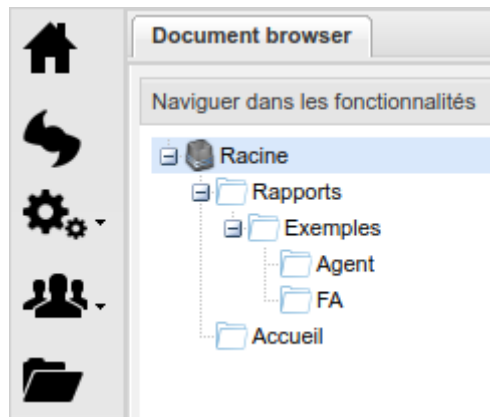 Document browser
Naviguer dans les fonctionnalités
Racine
Rapports
Exemples
Agent
FA
Accueil